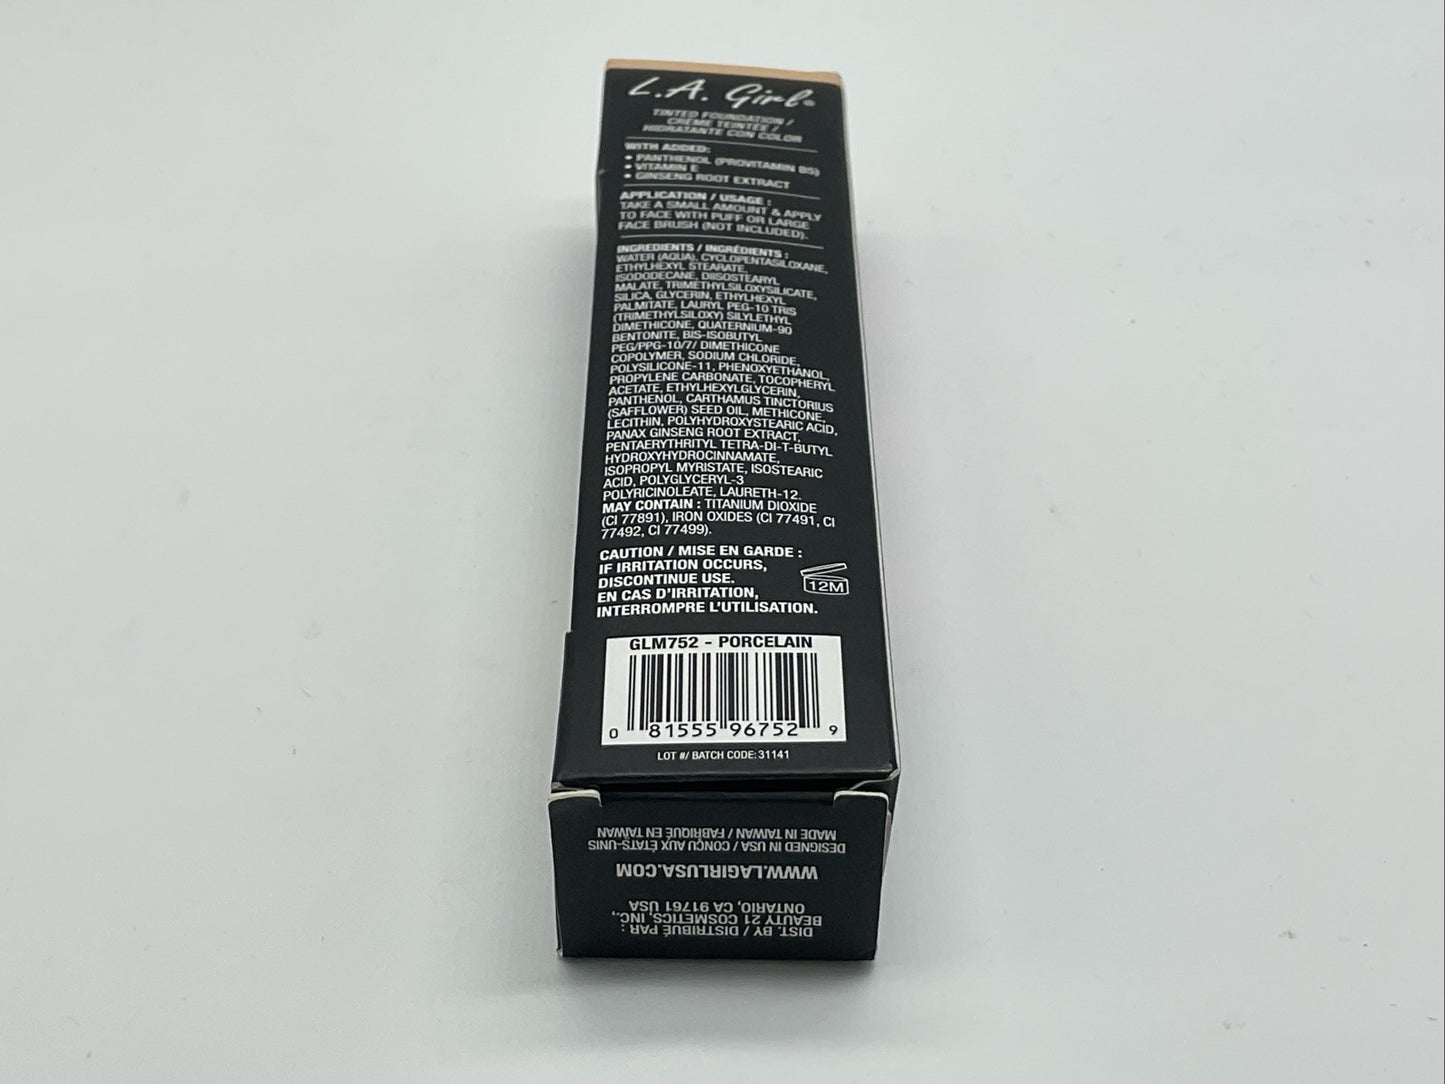 L.A. Girl®
TINTED FOUNDATION /
CRÈME TEINTÉE /
HIDRATANTE CON COLOR
WITH ADDED:
• PANTHENOL (PROVITAMIN B5)
• VITAMIN E
• GINSENG ROOT EXTRACT
APPLICATION / USAGE :
TAKE A SMALL AMOUNT & APPLY
TO FACE WITH PUFF OR LARGE
FACE BRUSH (NOT INCLUDED).
INGREDIENTS / INGRÉDIENTS :
WATER (AQUA), CYCLOPENTASILOXANE,
ETHYLHEXYL STEARATE,
ISODODECANE, DIISOSTEARYL
MALATE, TRIMETHYLSILOXYSILICATE,
SILICA, GLYCERIN, ETHYLHEXYL
PALMITATE, LAURYL PEG-10 TRIS
(TRIMETHYLSILOXY) SILYLETHYL
DIMETHICONE, QUATERNIUM-90
BENTONITE, BIS-ISOBUTYL
PEG/PPG-10/7/ DIMETHICONE
COPOLYMER, SODIUM CHLORIDE,
POLYSILICONE-11, PHENOXYETHANOL,
PROPYLENE CARBONATE, TOCOPHERYL
ACETATE, ETHYLHEXYLGLYCERIN,
PANTHENOL, CARTHAMUS TINCTORIUS
(SAFFLOWER) SEED OIL, METHICONE,
LECITHIN, POLYHYDROXYSTEARIC ACID,
PANAX GINSENG ROOT EXTRACT,
PENTAERYTHRITYL TETRA-DI-T-BUTYL
HYDROXYHYDROCINNAMATE,
ISOPROPYL MYRISTATE, ISOSTEARIC
ACID, POLYGLYCERYL-3
POLYRICINOLEATE, LAURETH-12.
MAY CONTAIN : TITANIUM DIOXIDE
(CI 77891), IRON OXIDES (CI 77491, CI
77492, CI 77499).
CAUTION / MISE EN GARDE :
IF IRRITATION OCCURS,
DISCONTINUE USE.
EN CAS D'IRRITATION,
INTERROMPRE L'UTILISATION.
12M
GLM752 - PORCELAIN
0 81555 96752 9
LOT #/ BATCH CODE: 31141
DIST. BY / DISTRIBUÉ PAR :
BEAUTY 21 COSMETICS, INC.,
ONTARIO, CA 91761 USA
WWW.LAGIRLUSA.COM
DESIGNED IN USA / CONÇU AUX ÉTATS-UNIS
MADE IN TAIWAN / FABRIQUÉ EN TAÏWAN